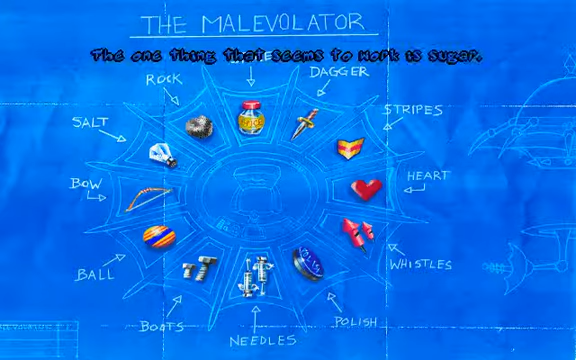 THE MALEVOLATOR
The one thing that seems to work is sugar.
ROCK
DAGGER
SALT
STRIPES
BOW
HEART
BALL
WHISTLES
BOATS
POLISH
NEEDLES